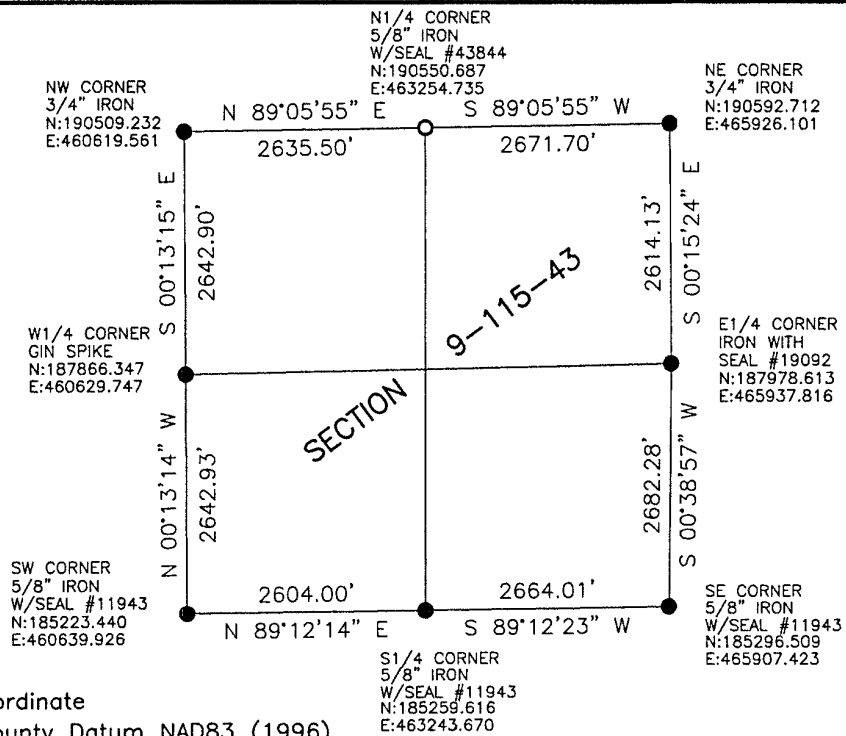 N1/4 CORNER
5/8" IRON
W/SEAL #43844
N:190550.687
E:463254.735
NW CORNER
3/4" IRON
N:190509.232
E:460619.561
NE CORNER
3/4" IRON
N:190592.712
E:465926.101
N 89°05'55" E
2635.50'
S 89°05'55" W
2671.70'
S 00°13'15" E
2642.90'
2614.13'
S 00°15'24" E
SECTION 9-115-43
W1/4 CORNER
GIN SPIKE
N:187866.347
E:460629.747
E1/4 CORNER
IRON WITH
SEAL #19092
N:187978.613
E:465937.816
N 00°13'14" W
2642.93'
2682.28'
S 00°38'57" W
SW CORNER
5/8" IRON
W/SEAL #11943
N:185223.440
E:460639.926
2604.00'
N 89°12'14" E
2664.01'
S 89°12'23" W
SE CORNER
5/8" IRON
W/SEAL #11943
N:185296.509
E:465907.423
S1/4 CORNER
5/8" IRON
W/SEAL #11943
N:185259.616
E:463243.670
ordinate
ounty Datum NAD83 (1996)